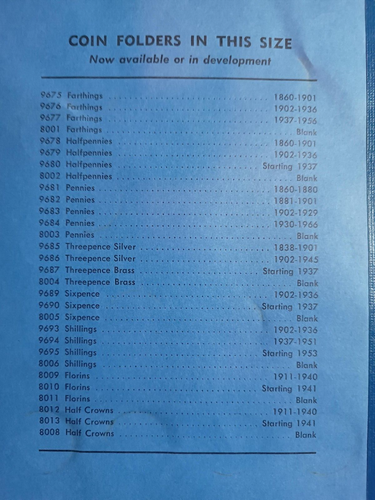 COIN FOLDERS IN THIS SIZE
Now available or in development
9675 Farthings 1860-1901
9676 Farthings 1902-1936
9677 Farthings 1937-1956
8001 Farthings Blank
9678 Halfpennies 1860-1901
9679 Halfpennies 1902-1936
9680 Halfpennies Starting 1937
8002 Halfpennies Blank
9681 Pennies 1860-1880
9682 Pennies 1881-1901
9683 Pennies 1902-1929
9684 Pennies 1930-1966
8003 Pennies Blank
9685 Threepence Silver 1838-1901
9686 Threepence Silver 1902-1945
9687 Threepence Brass Starting 1937
8004 Threepence Brass Blank
9689 Sixpence 1902-1936
9690 Sixpence Starting 1937
8005 Sixpence Blank
9693 Shillings 1902-1936
9694 Shillings 1937-1951
9695 Shillings Starting 1953
8006 Shillings Blank
8009 Florins 1911-1940
8010 Florins Starting 1941
8011 Florins Blank
8012 Half Crowns 1911-1940
8013 Half Crowns Starting 1941
8008 Half Crowns Blank